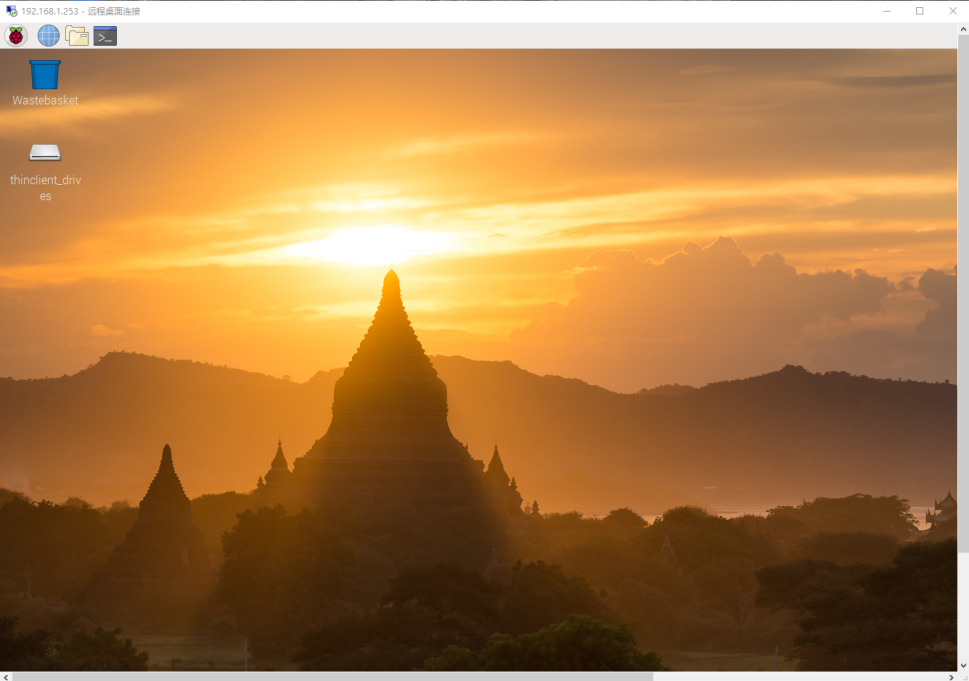 192.168.1.253 - 远程桌面连接
>_
Wastebasket
thinclient_driv
es